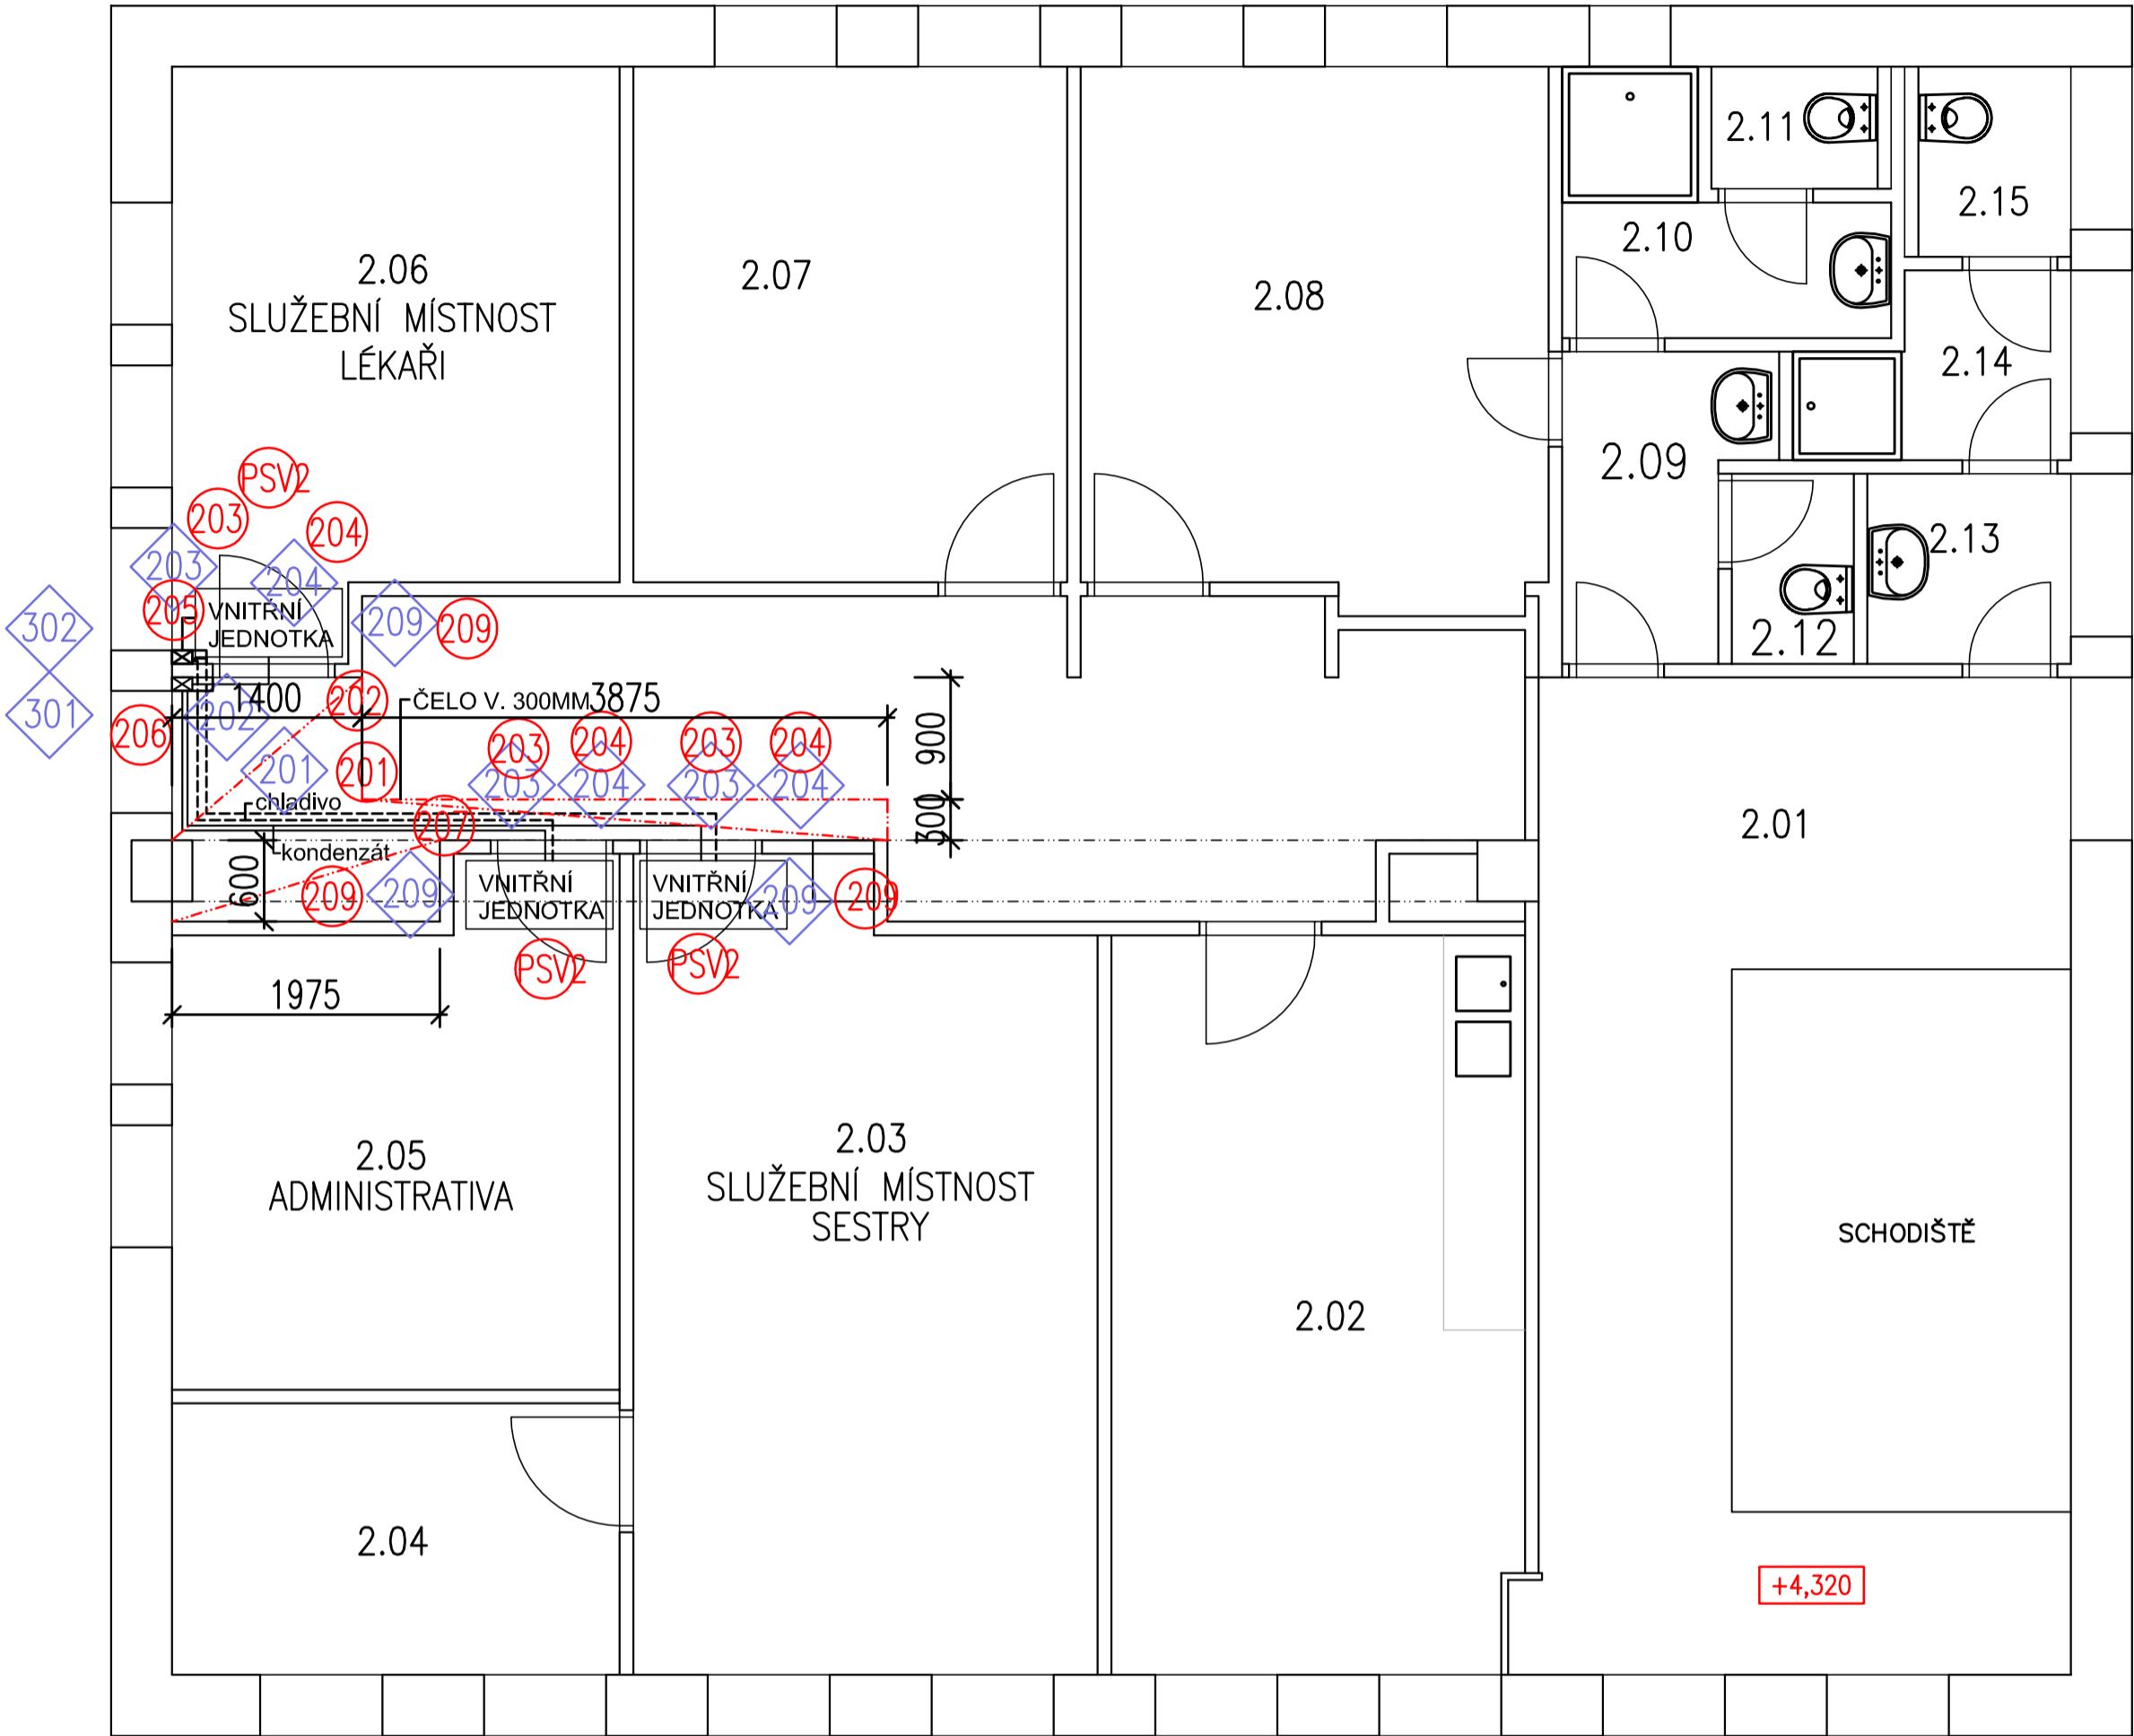 2.11
2.15
2.10
2.06
SLUŽEBNÍ MÍSTNOST
LÉKAŘI
2.07
2.08
2.14
2.09
PSV2
203
204
203
204
2.13
205
VNITŘNÍ
JEDNOTKA
209
209
302
2.12
301
206
202
1400
202
ČELO V. 300MM
3875
900
201
201
203
204
203
204
203
204
203
204
chladivo
207
300
2.01
kondenzát
600
209
209
VNITŘNÍ
JEDNOTKA
VNITŘNÍ
JEDNOTKA
209
209
PSV2
PSV2
1975
2.05
ADMINISTRATIVA
2.03
SLUŽEBNÍ MÍSTNOST
SESTRY
SCHODIŠTĚ
2.02
2.04
+4,320